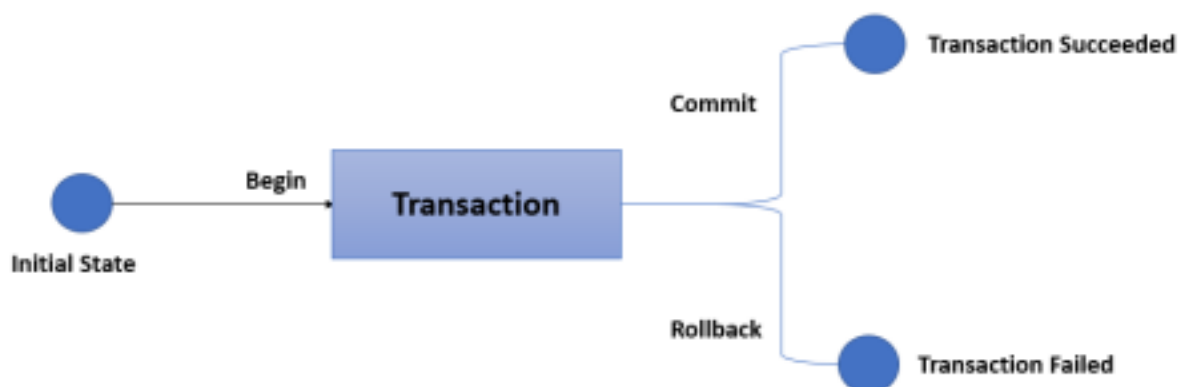 Transaction Succeeded
Commit
Begin
Transaction
Initial State
Rollback
Transaction Failed